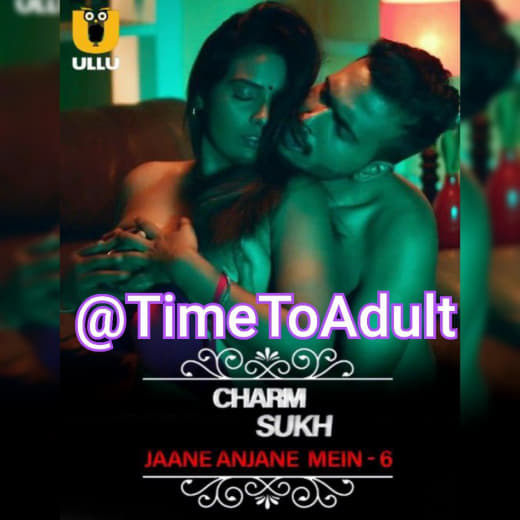 ULLU
@TimeToAdult
CHARM
SUKH
JAANE ANJANE MEIN - 6